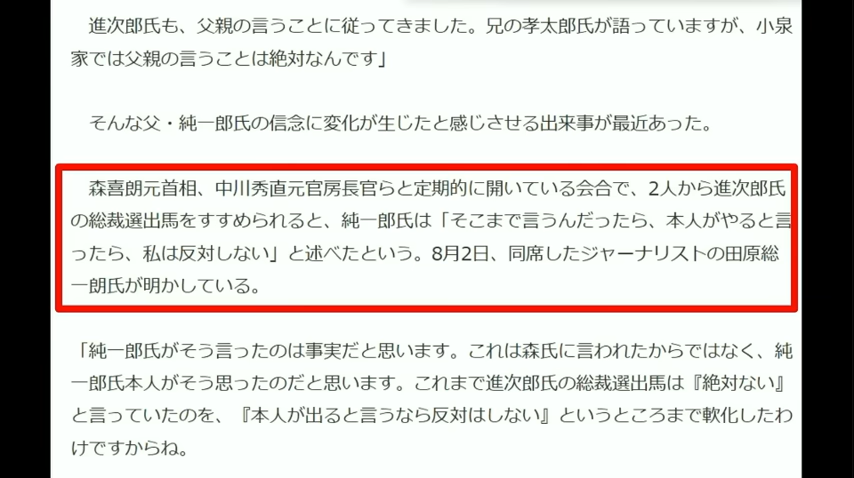 進次郎氏も、父親の言うことに従ってきました。兄の孝太郎氏が語っていますが、小泉
家では父親の言うことは絶対なんです」
そんな父・純一郎氏の信念に変化が生じたと感じさせる出来事が最近あった。
森喜朗元首相、中川秀直元官房長官らと定期的に開いている会合で、2人から進次郎氏
の総裁選出馬をすすめられると、純一郎氏は「そこまで言うんだったら、本人がやると言
ったら、私は反対しない」と述べたという。8月2日、同席したジャーナリストの田原総
一朗氏が明かしている。
「純一郎氏がそう言ったのは事実だと思います。これは森氏に言われたからではなく、純
一郎氏本人がそう思ったのだと思います。これまで進次郎氏の総裁選出馬は『絶対ない』
と言っていたのを、『本人が出ると言うなら反対はしない』というところまで軟化したわ
けですからね。